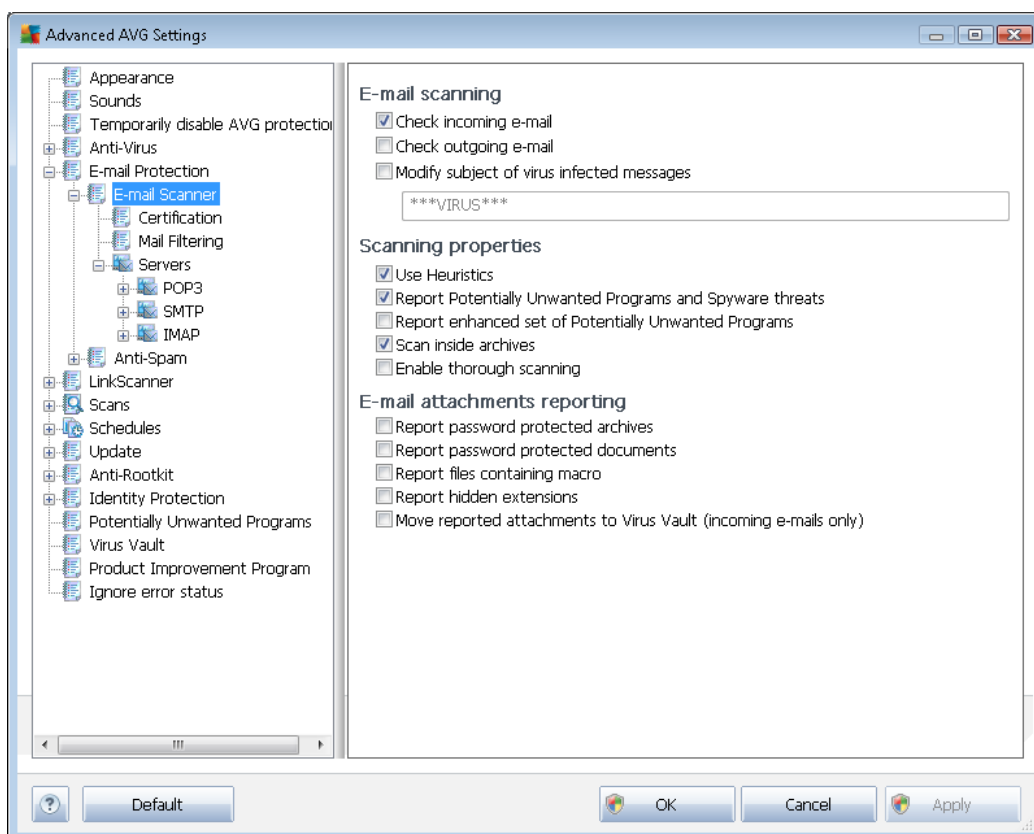 Advanced AVG Settings
Appearance
Sounds
Temporarily disable AVG protection
Anti-Virus
E-mail Protection
E-mail Scanner
Certification
Mail Filtering
Servers
POP3
SMTP
IMAP
Anti-Spam
LinkScanner
Scans
Schedules
Update
Anti-Rootkit
Identity Protection
Potentially Unwanted Programs
Virus Vault
Product Improvement Program
Ignore error status
E-mail scanning
Check incoming e-mail
Check outgoing e-mail
Modify subject of virus infected messages
***VIRUS***
Scanning properties
Use Heuristics
Report Potentially Unwanted Programs and Spyware threats
Report enhanced set of Potentially Unwanted Programs
Scan inside archives
Enable thorough scanning
E-mail attachments reporting
Report password protected archives
Report password protected documents
Report files containing macro
Report hidden extensions
Move reported attachments to Virus Vault (incoming e-mails only)
?
Default
OK
Cancel
Apply